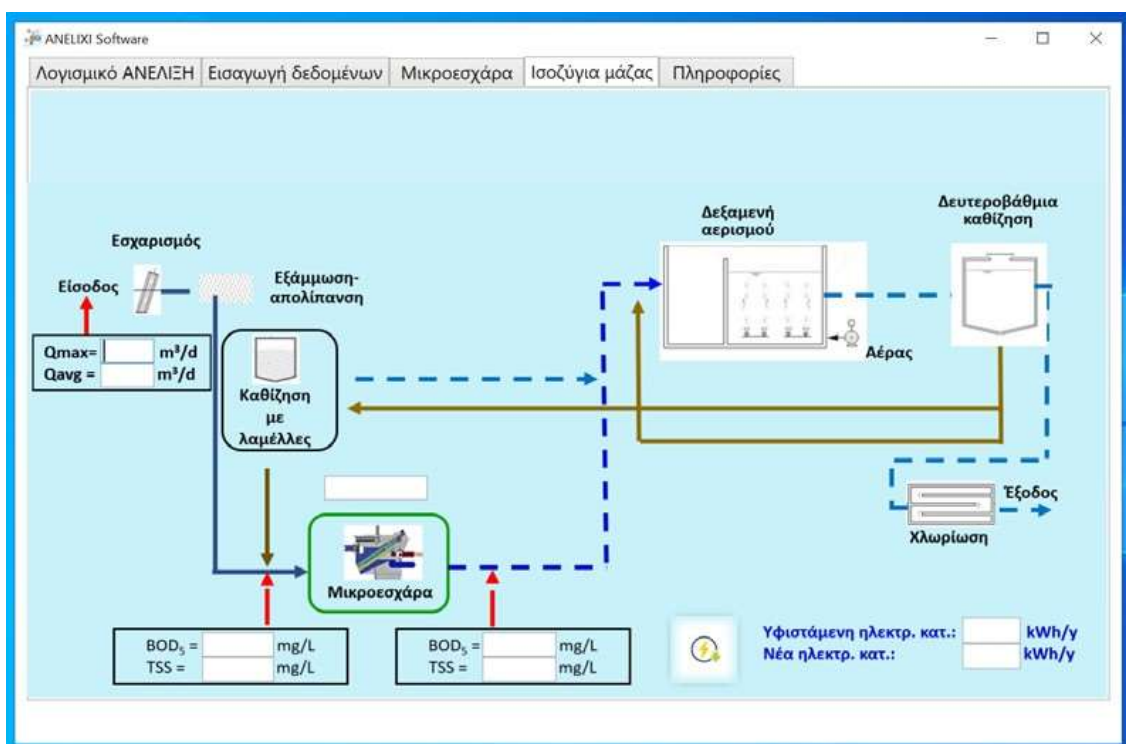 ANELIXI Software
Λογισμικό ΑΝΕΛΙΞΗ Εισαγωγή δεδομένων Μικροεσχάρα Ισοζύγια μάζας Πληροφορίες
Εσχαρισμός
Είσοδος
Εξάμμωση-
απολίπανση
Qmax= m³/d
Qavg = m³/d
Καθίζηση
με
λαμέλλες
Δεξαμενή
αερισμού
Αέρας
Δευτεροβάθμια
καθίζηση
Έξοδος
Χλωρίωση
Μικροεσχάρα
BOD₅ = mg/L
TSS = mg/L
BOD₅ = mg/L
TSS = mg/L
Υφιστάμενη ηλεκτρ. κατ.: kWh/y
Νέα ηλεκτρ. κατ.: kWh/y